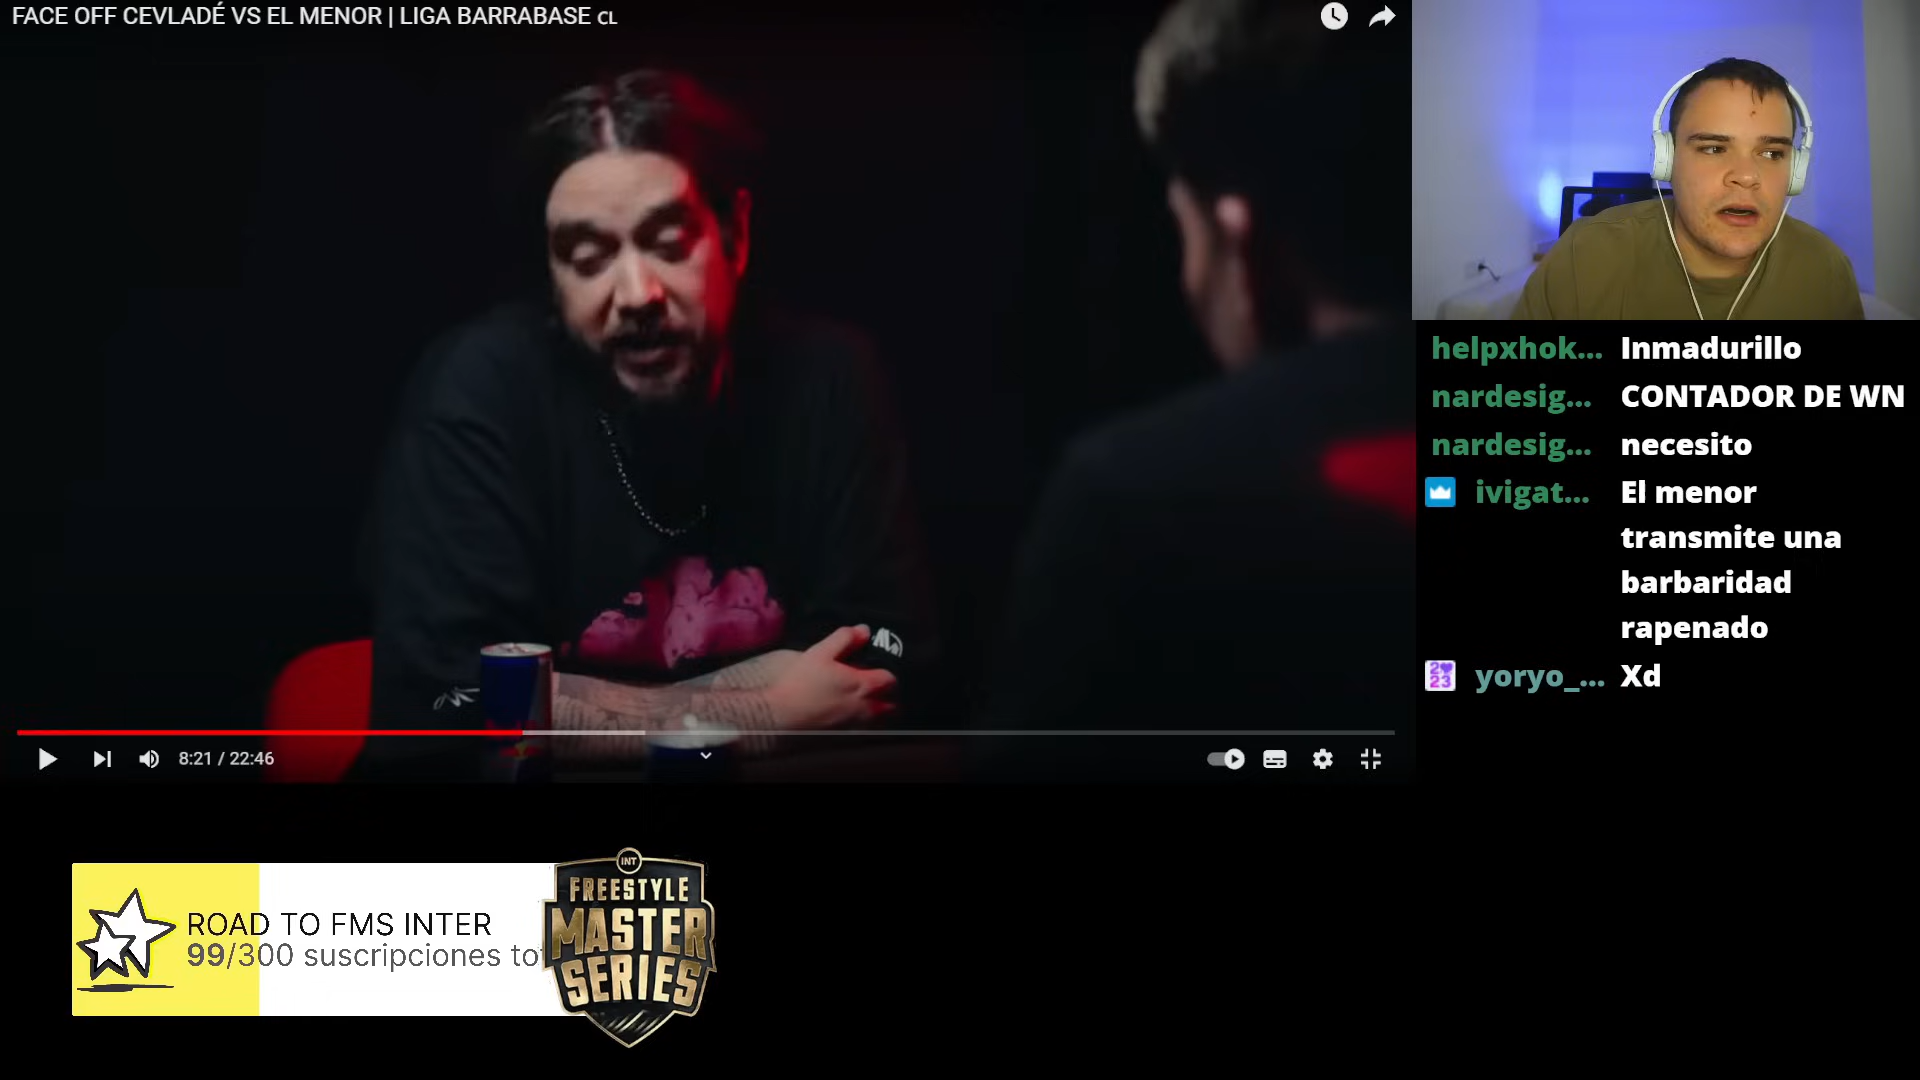 FACE OFF CEVLADÉ VS EL MENOR | LIGA BARRABASE CL
helpxhok... Inmadurillo
nardesig... CONTADOR DE WN
nardesig... necesito
ivigat... El menor
transmite una
barbaridad
rapenado
yoryo_... Xd
8:21 / 22:46
INT
FREESTYLE
MASTER
SERIES
ROAD TO FMS INTER
99/300 suscripciones to